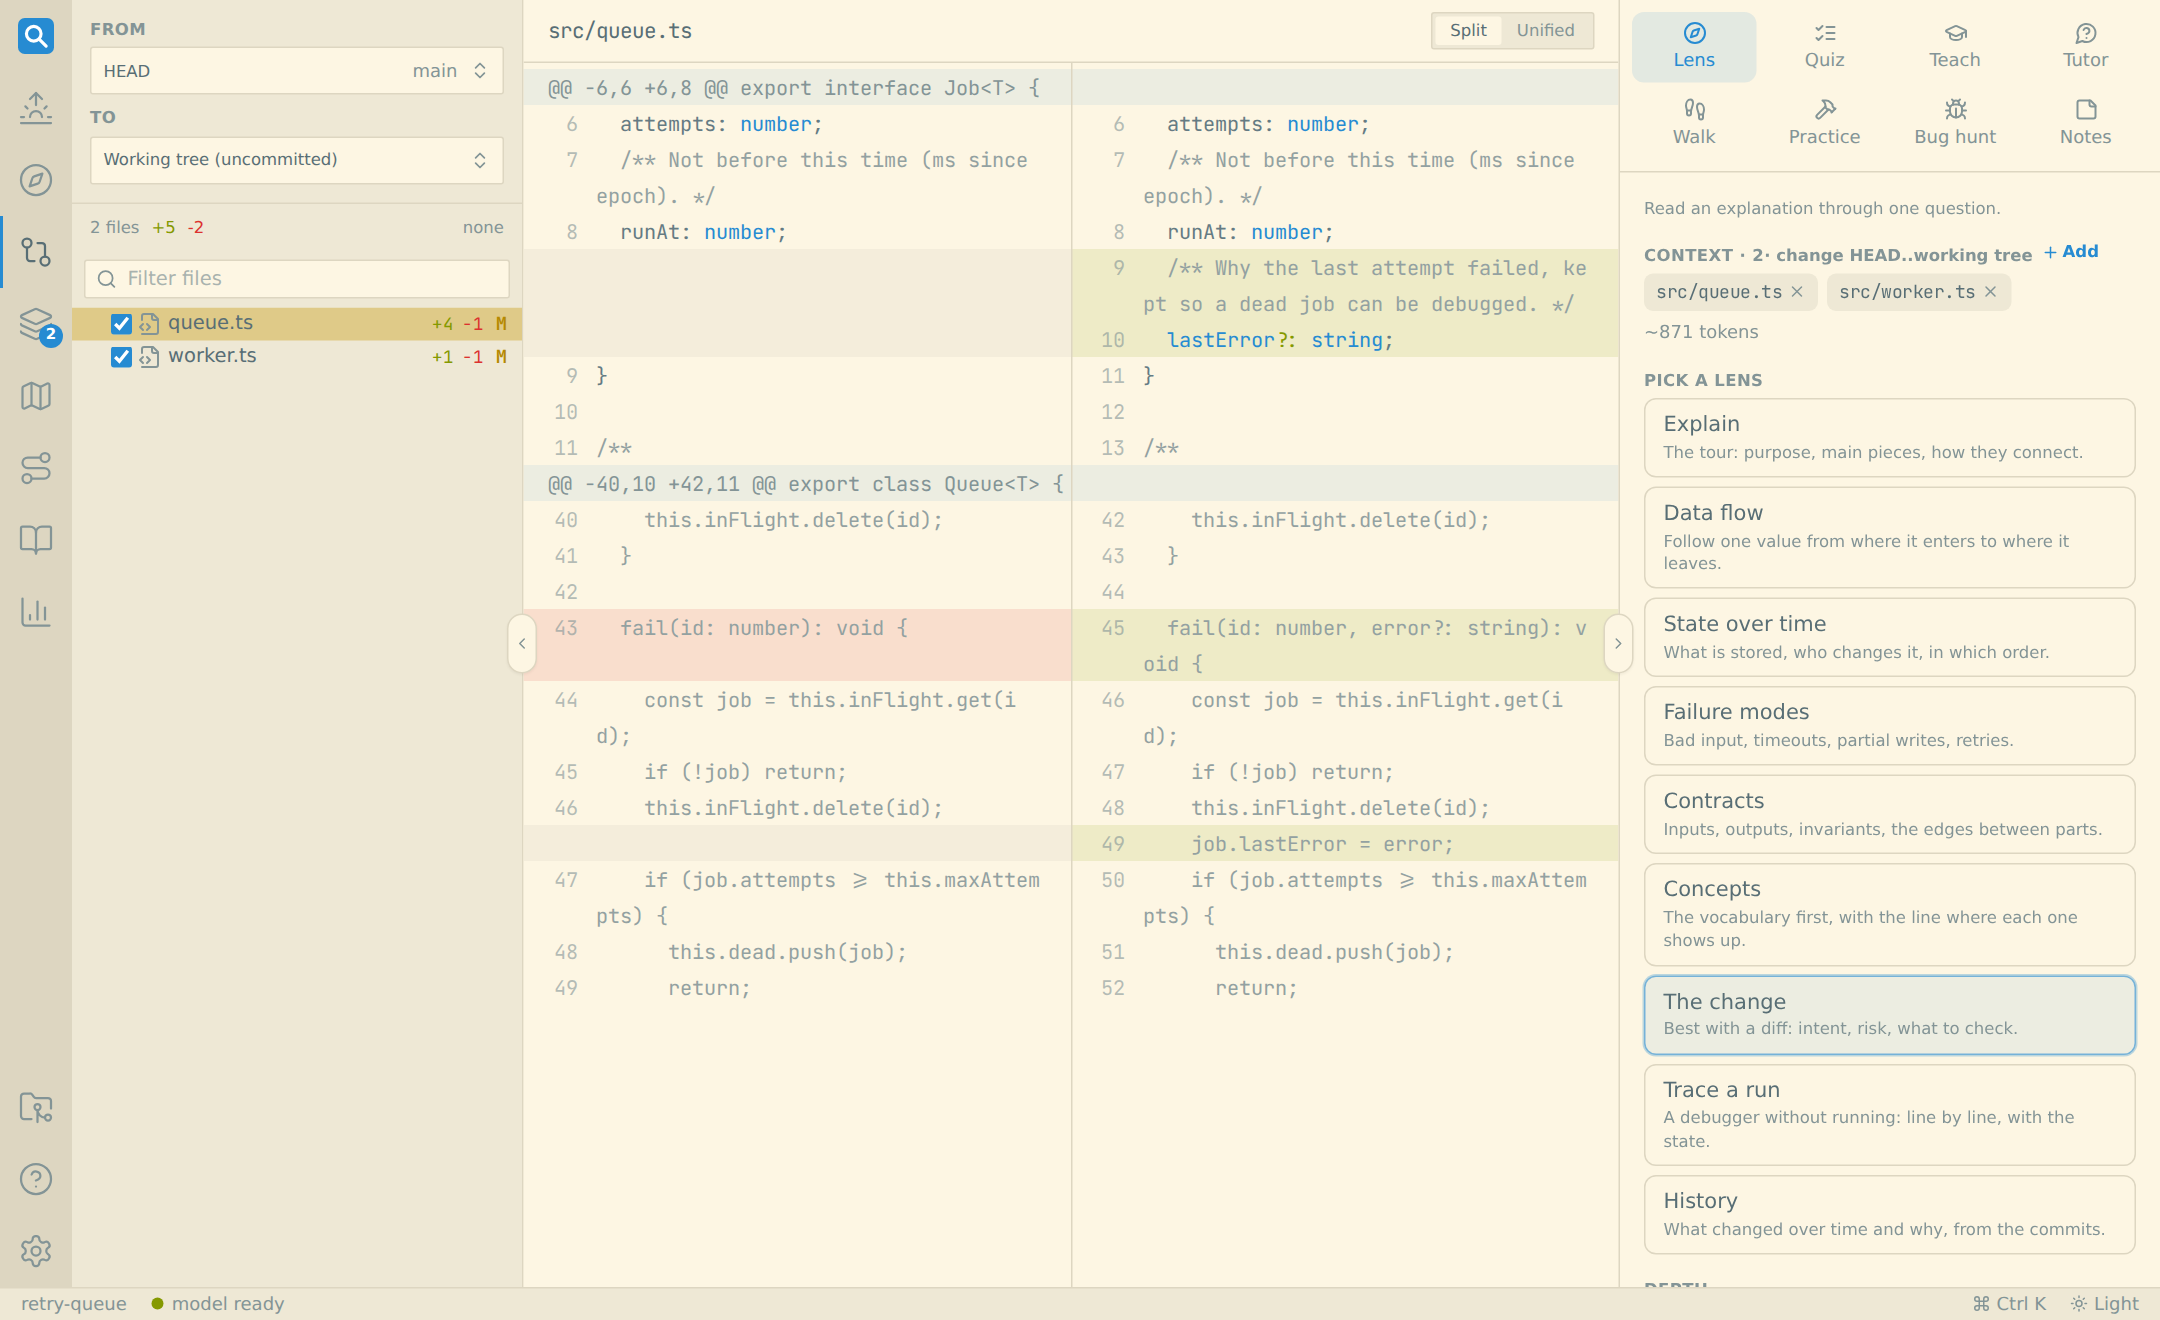 FROM
HEAD main
TO
Working tree (uncommitted)
2 files +5 -2 none
Filter files
queue.ts +4 -1 M
worker.ts +1 -1 M
2
src/queue.ts
Split Unified
@@ -6,6 +6,8 @@ export interface Job<T> {
6 attempts: number;
7 /** Not before this time (ms since
epoch). */
8 runAt: number;
9 }
10
11 /**
@@ -40,10 +42,11 @@ export class Queue<T> {
40 this.inFlight.delete(id);
41 }
42
43 fail(id: number): void {
44 const job = this.inFlight.get(i
d);
45 if (!job) return;
46 this.inFlight.delete(id);
47 if (job.attempts ≥ this.maxAttem
pts) {
48 this.dead.push(job);
49 return;
6 attempts: number;
7 /** Not before this time (ms since
epoch). */
8 runAt: number;
9 /** Why the last attempt failed, ke
pt so a dead job can be debugged. */
10 lastError?: string;
11 }
12
13 /**
42 this.inFlight.delete(id);
43 }
44
45 fail(id: number, error?: string): v
oid {
46 const job = this.inFlight.get(i
d);
47 if (!job) return;
48 this.inFlight.delete(id);
49 job.lastError = error;
50 if (job.attempts ≥ this.maxAttem
pts) {
51 this.dead.push(job);
52 return;
Lens Quiz Teach Tutor
Walk Practice Bug hunt Notes
Read an explanation through one question.
CONTEXT · 2 · change HEAD..working tree + Add
src/queue.ts × src/worker.ts ×
~871 tokens
PICK A LENS
Explain
The tour: purpose, main pieces, how they connect.
Data flow
Follow one value from where it enters to where it
leaves.
State over time
What is stored, who changes it, in which order.
Failure modes
Bad input, timeouts, partial writes, retries.
Contracts
Inputs, outputs, invariants, the edges between parts.
Concepts
The vocabulary first, with the line where each one
shows up.
The change
Best with a diff: intent, risk, what to check.
Trace a run
A debugger without running: line by line, with the
state.
History
What changed over time and why, from the commits.
DEPTH
retry-queue model ready ⌘ Ctrl K Light